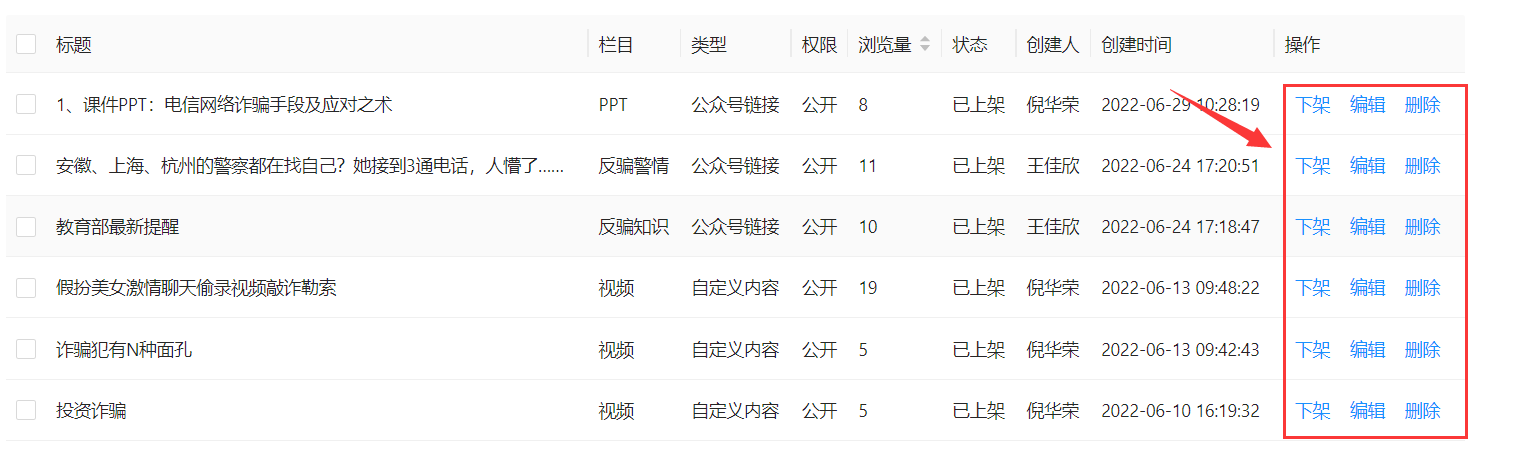 标题 栏目 类型 权限 浏览量 状态 创建人 创建时间 操作
1、课件PPT：电信网络诈骗手段及应对之术 PPT 公众号链接 公开 8 已上架 倪华荣 2022-06-29 10:28:19 下架 编辑 删除
安徽、上海、杭州的警察都在找自己？她接到3通电话，人懵了...... 反骗警情 公众号链接 公开 11 已上架 王佳欣 2022-06-24 17:20:51 下架 编辑 删除
教育部最新提醒 反骗知识 公众号链接 公开 10 已上架 王佳欣 2022-06-24 17:18:47 下架 编辑 删除
假扮美女激情聊天偷录视频敲诈勒索 视频 自定义内容 公开 19 已上架 倪华荣 2022-06-13 09:48:22 下架 编辑 删除
诈骗犯有N种面孔 视频 自定义内容 公开 5 已上架 倪华荣 2022-06-13 09:42:43 下架 编辑 删除
投资诈骗 视频 自定义内容 公开 5 已上架 倪华荣 2022-06-10 16:19:32 下架 编辑 删除